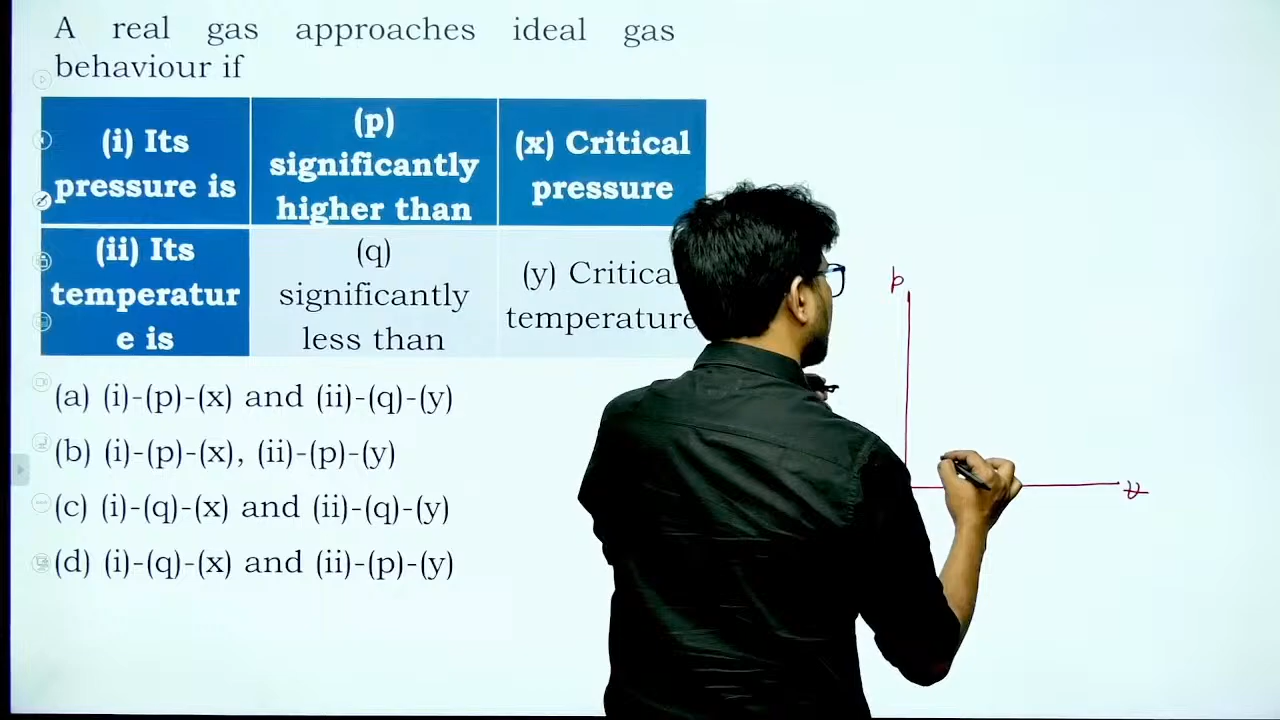 A real gas approaches ideal gas
behaviour if
(i) Its
pressure is
(p)
significantly
higher than
(x) Critical
pressure
(ii) Its
temperatur
e is
(q)
significantly
less than
(y) Critical
temperature
(a) (i)-(p)-(x) and (ii)-(q)-(y)
(b) (i)-(p)-(x), (ii)-(p)-(y)
(c) (i)-(q)-(x) and (ii)-(q)-(y)
(d) (i)-(q)-(x) and (ii)-(p)-(y)
p
v